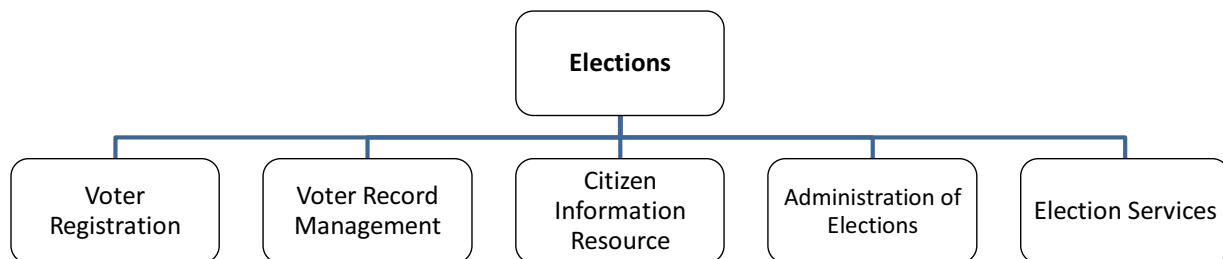 Elections
Voter
Registration
Voter Record
Management
Citizen
Information
Resource
Administration of
Elections
Election Services